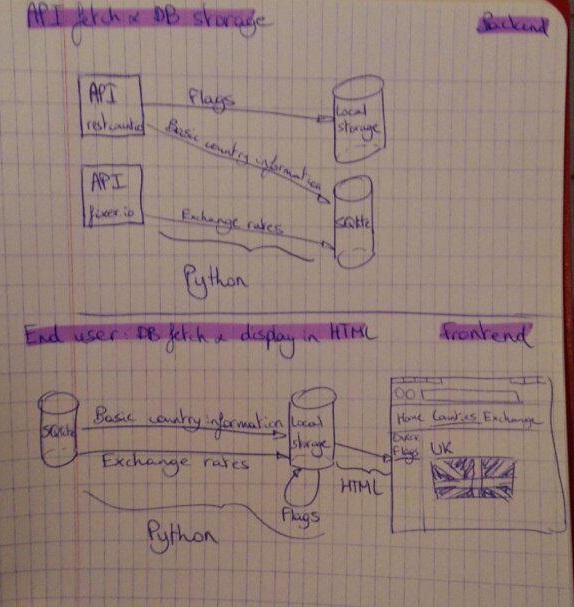 API fetch & DB storage
Backend
API
restcountries
Flags
Local
storage
Basic country information
API
fixer.io
SQLite
Exchange rates
Python
End user: DB fetch & display in HTML
Frontend
SQLite
Basic country information
Exchange rates
Local
storage
Flags
Python
HTML
Home Countries Exchange
Flags
UK